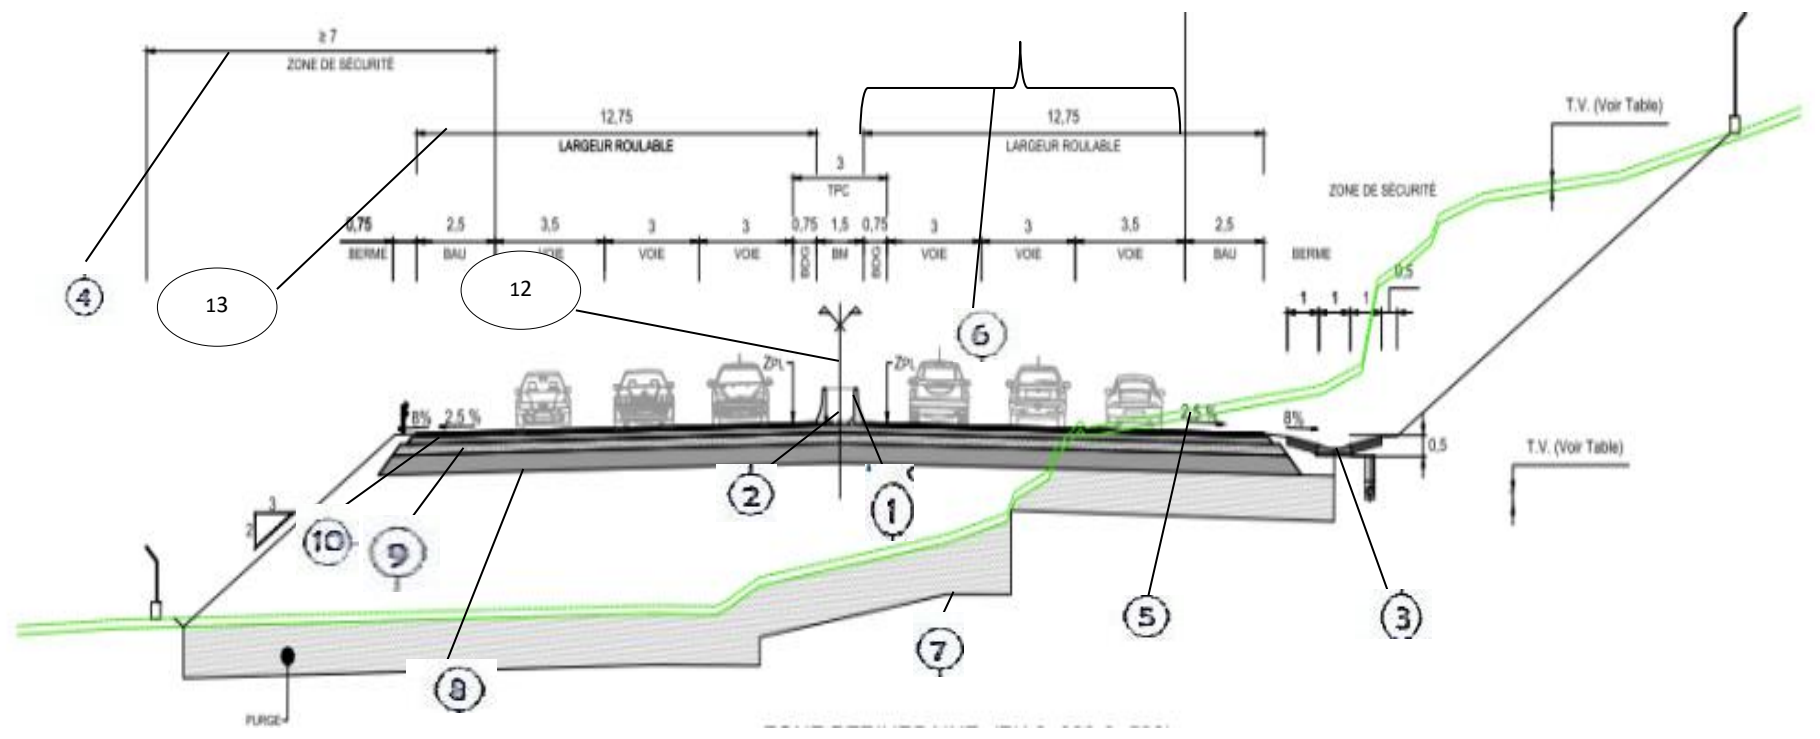 ≥ 7
ZONE DE SÉCURITÉ
12,75
LARGEUR ROULABLE
12,75
LARGEUR ROULABLE
T.V. (Voir Table)
3
TPC
ZONE DE SÉCURITÉ
0,75
2,5
3,5
3
3
0,75
1,5
0,75
3
3
3,5
2,5
BERME
BAU
VOIE
VOIE
BDG
BM
BDG
VOIE
VOIE
VOIE
BAU
BERME
0,5
1
1
1
4
13
12
6
ZPL
ZPL
8%
2,5 %
2,5 %
8%
0,5
T.V. (Voir Table)
3
2
2
1
10
9
5
3
7
8
PURGE